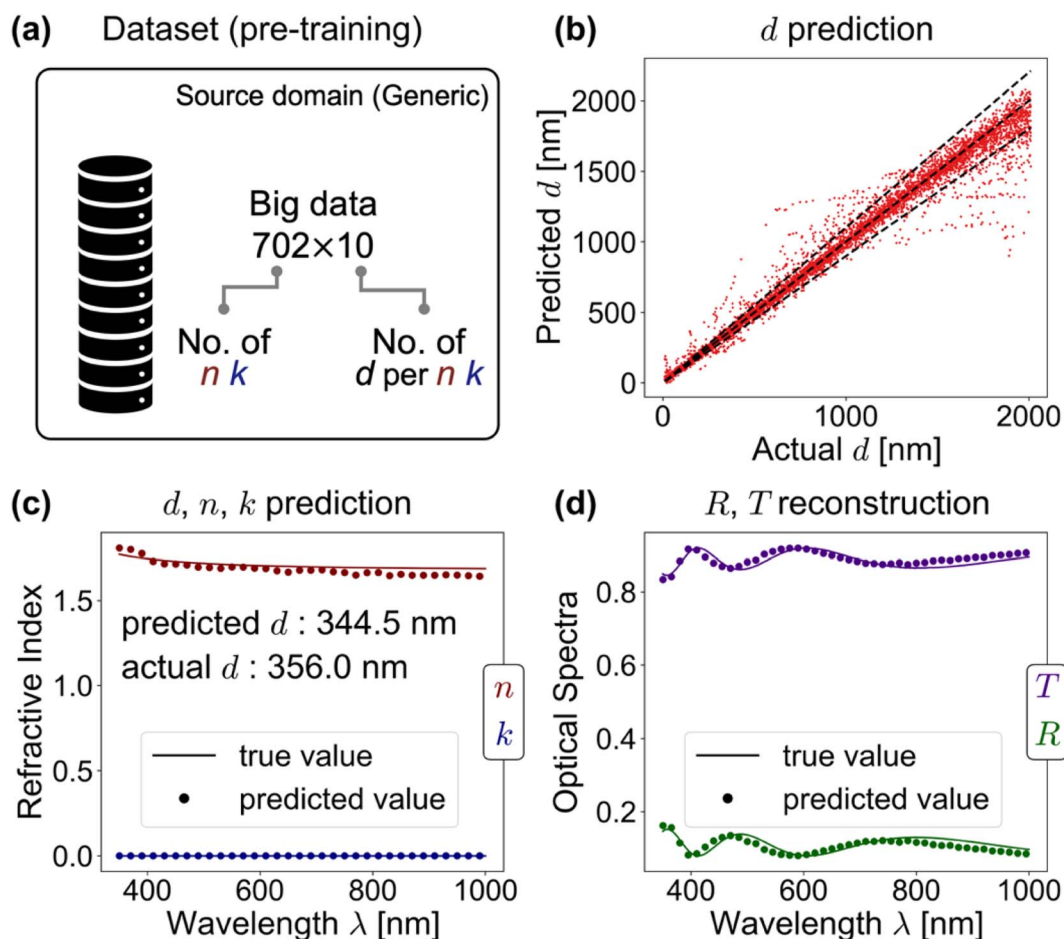 (a) Dataset (pre-training)
Source domain (Generic)
Big data
702×10
No. of
n k
No. of
d per n k
(b) d prediction
Predicted d [nm]
2000
1500
1000
500
0
0 1000 2000
Actual d [nm]
(c) d, n, k prediction
Refractive Index
1.5
1.0
0.5
0.0
predicted d : 344.5 nm
actual d : 356.0 nm
n
k
true value
predicted value
400 600 800 1000
Wavelength λ [nm]
(d) R, T reconstruction
Optical Spectra
0.8
0.6
0.4
0.2
T
R
true value
predicted value
400 600 800 1000
Wavelength λ [nm]